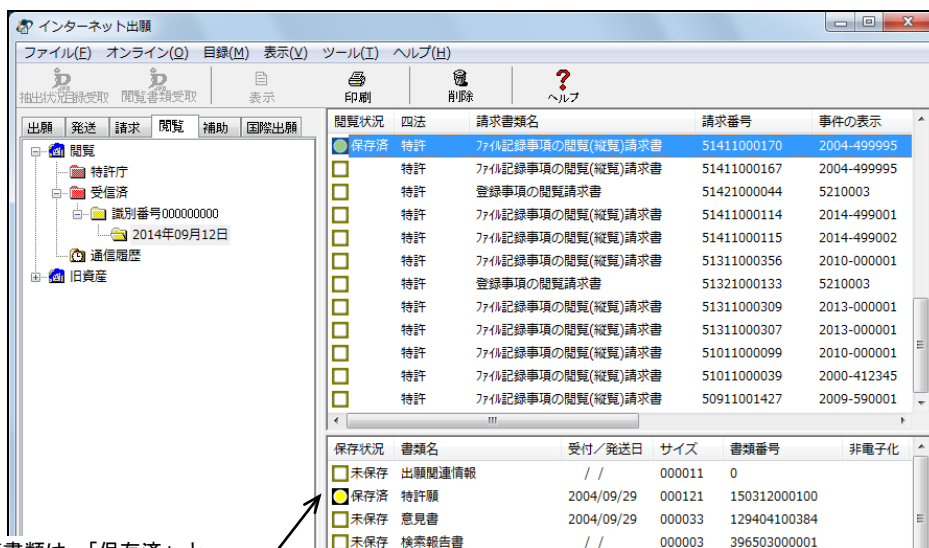 インターネット出願
ファイル(F) オンライン(O) 目録(M) 表示(V) ツール(T) ヘルプ(H)
抽出状況目録受取 閲覧書類受取 表示 印刷 削除 ヘルプ
出願 発送 請求 閲覧 補助 国際出願
閲覧
特許庁
受信済
識別番号000000000
2014年09月12日
通信履歴
旧資産
閲覧状況 四法 請求書類名 請求番号 事件の表示
保存済 特許 ファイル記録事項の閲覧(縦覧)請求書 51411000170 2004-499995
特許 ファイル記録事項の閲覧(縦覧)請求書 51411000167 2004-499995
特許 登録事項の閲覧請求書 51421000044 5210003
特許 ファイル記録事項の閲覧(縦覧)請求書 51411000114 2014-499001
特許 ファイル記録事項の閲覧(縦覧)請求書 51411000115 2014-499002
特許 ファイル記録事項の閲覧(縦覧)請求書 51311000356 2010-000001
特許 登録事項の閲覧請求書 51321000133 5210003
特許 ファイル記録事項の閲覧(縦覧)請求書 51311000309 2013-000001
特許 ファイル記録事項の閲覧(縦覧)請求書 51311000307 2013-000001
特許 ファイル記録事項の閲覧(縦覧)請求書 51011000099 2010-000001
特許 ファイル記録事項の閲覧(縦覧)請求書 51011000039 2000-412345
特許 ファイル記録事項の閲覧(縦覧)請求書 50911001427 2009-590001
保存状況 書類名 受付/発送日 サイズ 書類番号 非電子化
未保存 出願関連情報 / / 000011 0
保存済 特許願 2004/09/29 000121 150312000100
未保存 意見書 2004/09/29 000033 129404100384
未保存 検索報告書 / / 000003 396503000001
書類は、「保存済」と